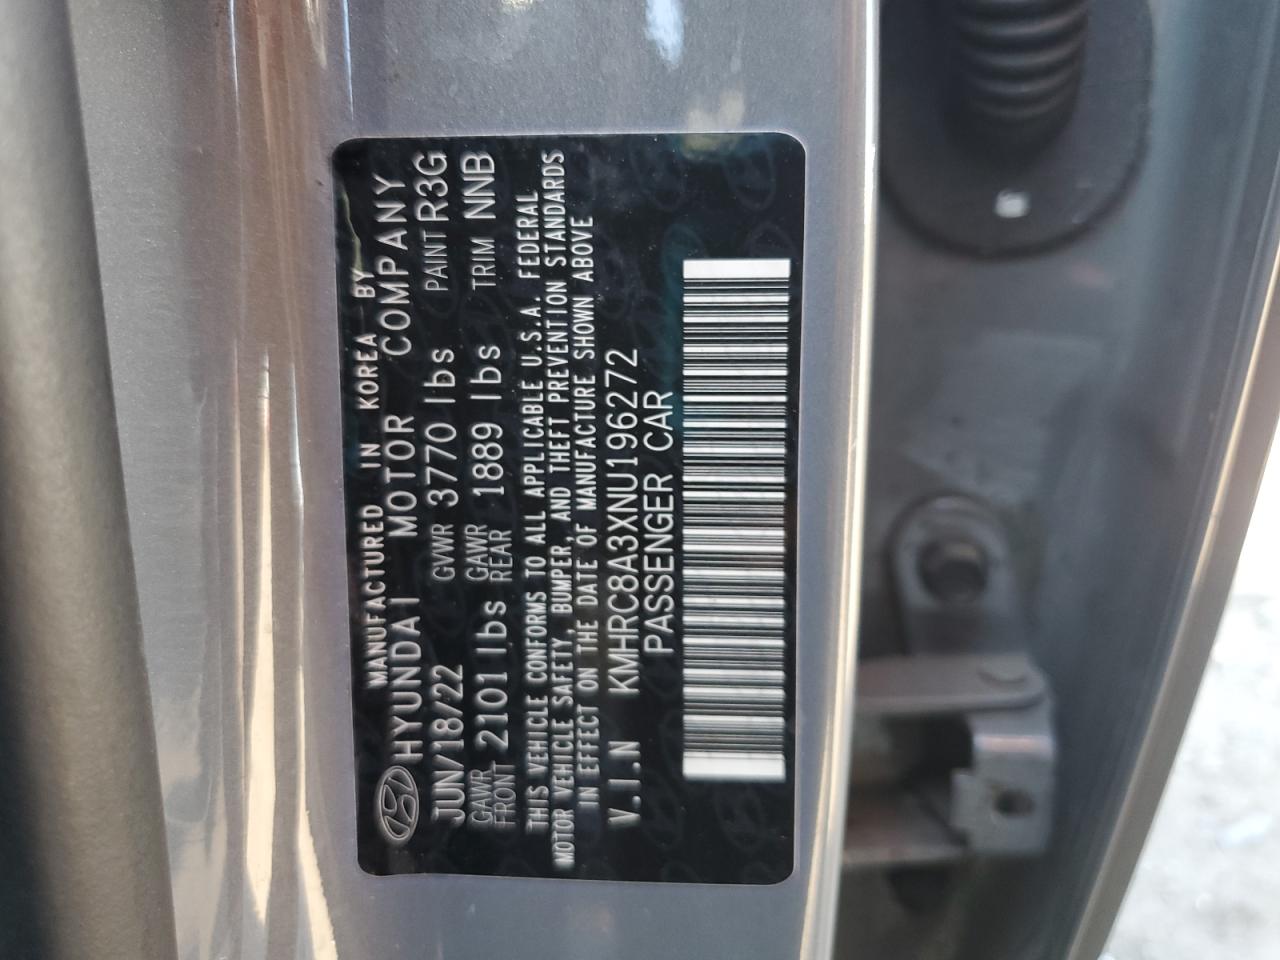 MANUFACTURED IN KOREA BY
HYUNDAI MOTOR COMPANY
JUN/18/22 GVWR 3770 lbs PAINT R3G
GAWR FRONT 2101 lbs GAWR REAR 1889 lbs TRIM NNB
THIS VEHICLE CONFORMS TO ALL APPLICABLE U.S.A. FEDERAL
MOTOR VEHICLE SAFETY, BUMPER, AND THEFT PREVENTION STANDARDS
IN EFFECT ON THE DATE OF MANUFACTURE SHOWN ABOVE
V.I.N KMHRC8A3XNU196272
PASSENGER CAR